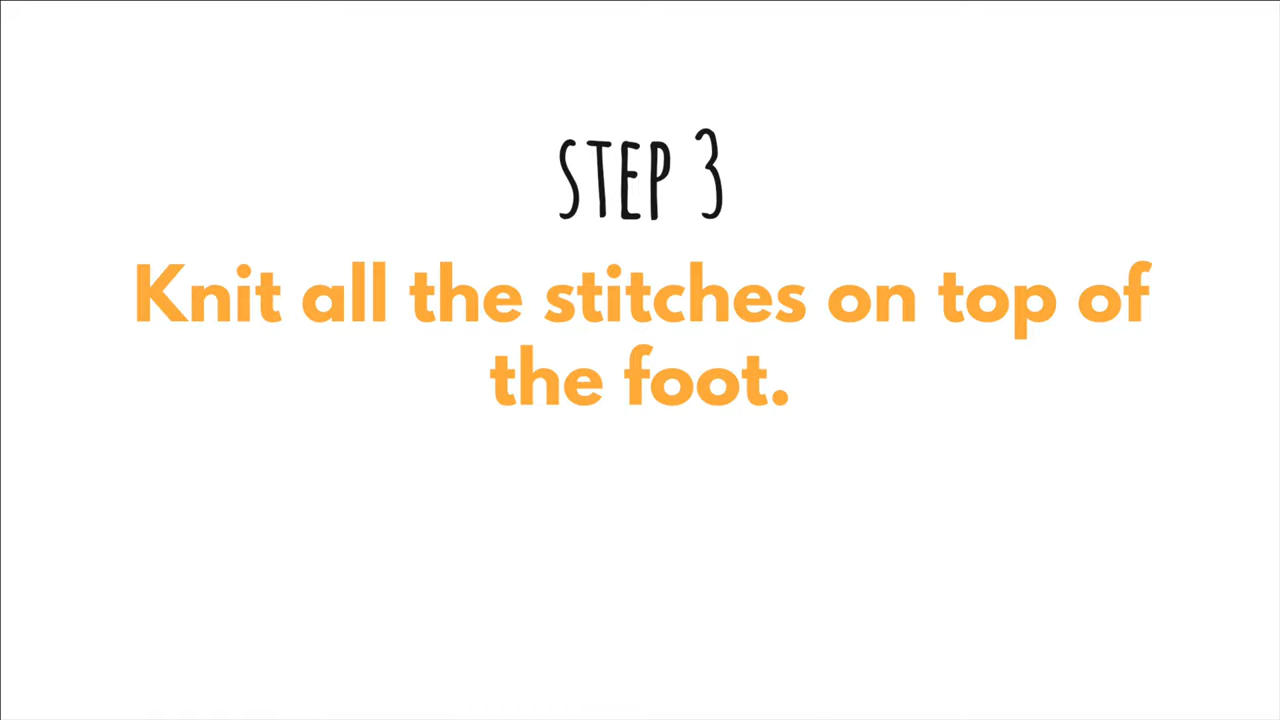 STEP 3
Knit all the stitches on top of
the foot.